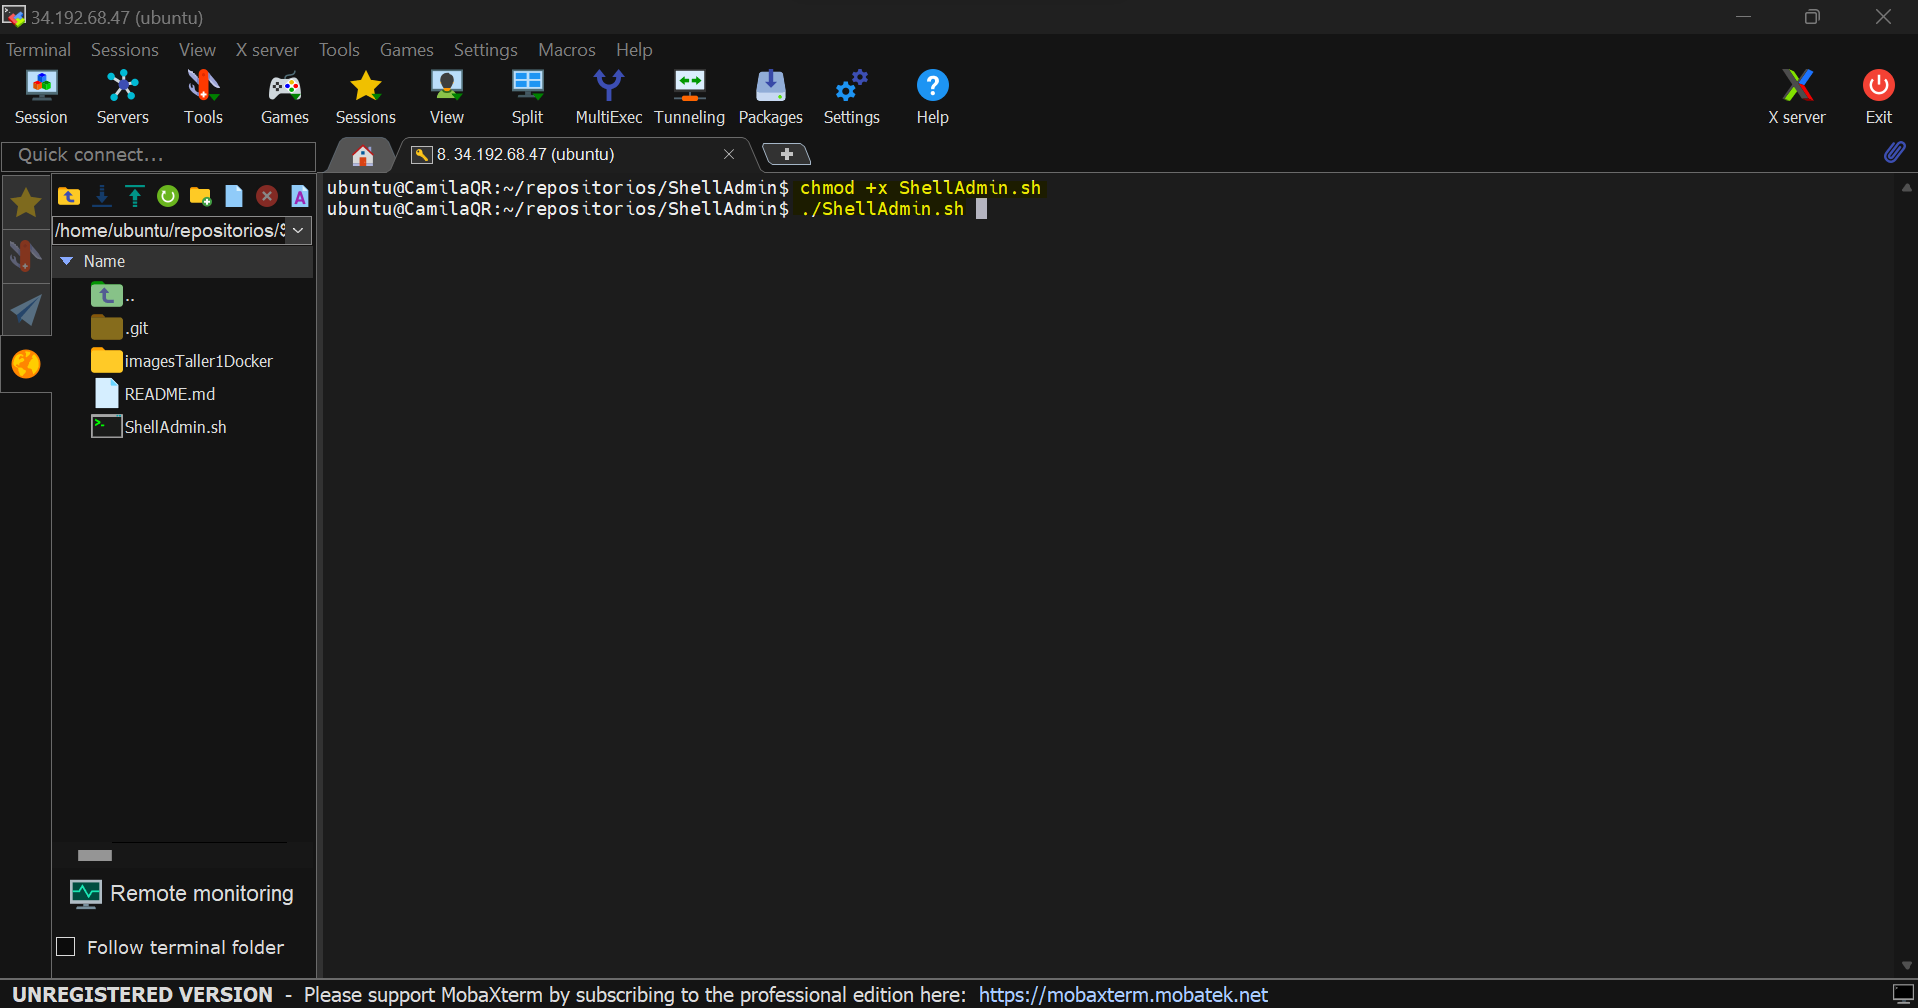 34.192.68.47 (ubuntu)
Terminal Sessions View X server Tools Games Settings Macros Help
Session Servers Tools Games Sessions View Split MultiExec Tunneling Packages Settings Help X server Exit
Quick connect...
8. 34.192.68.47 (ubuntu)
ubuntu@CamilaQR:~/repositorios/ShellAdmin$ chmod +x ShellAdmin.sh
ubuntu@CamilaQR:~/repositorios/ShellAdmin$ ./ShellAdmin.sh
/home/ubuntu/repositorios/
Name
..
.git
imagesTaller1Docker
README.md
ShellAdmin.sh
Remote monitoring
Follow terminal folder
UNREGISTERED VERSION - Please support MobaXterm by subscribing to the professional edition here: https://mobaxterm.mobatek.net